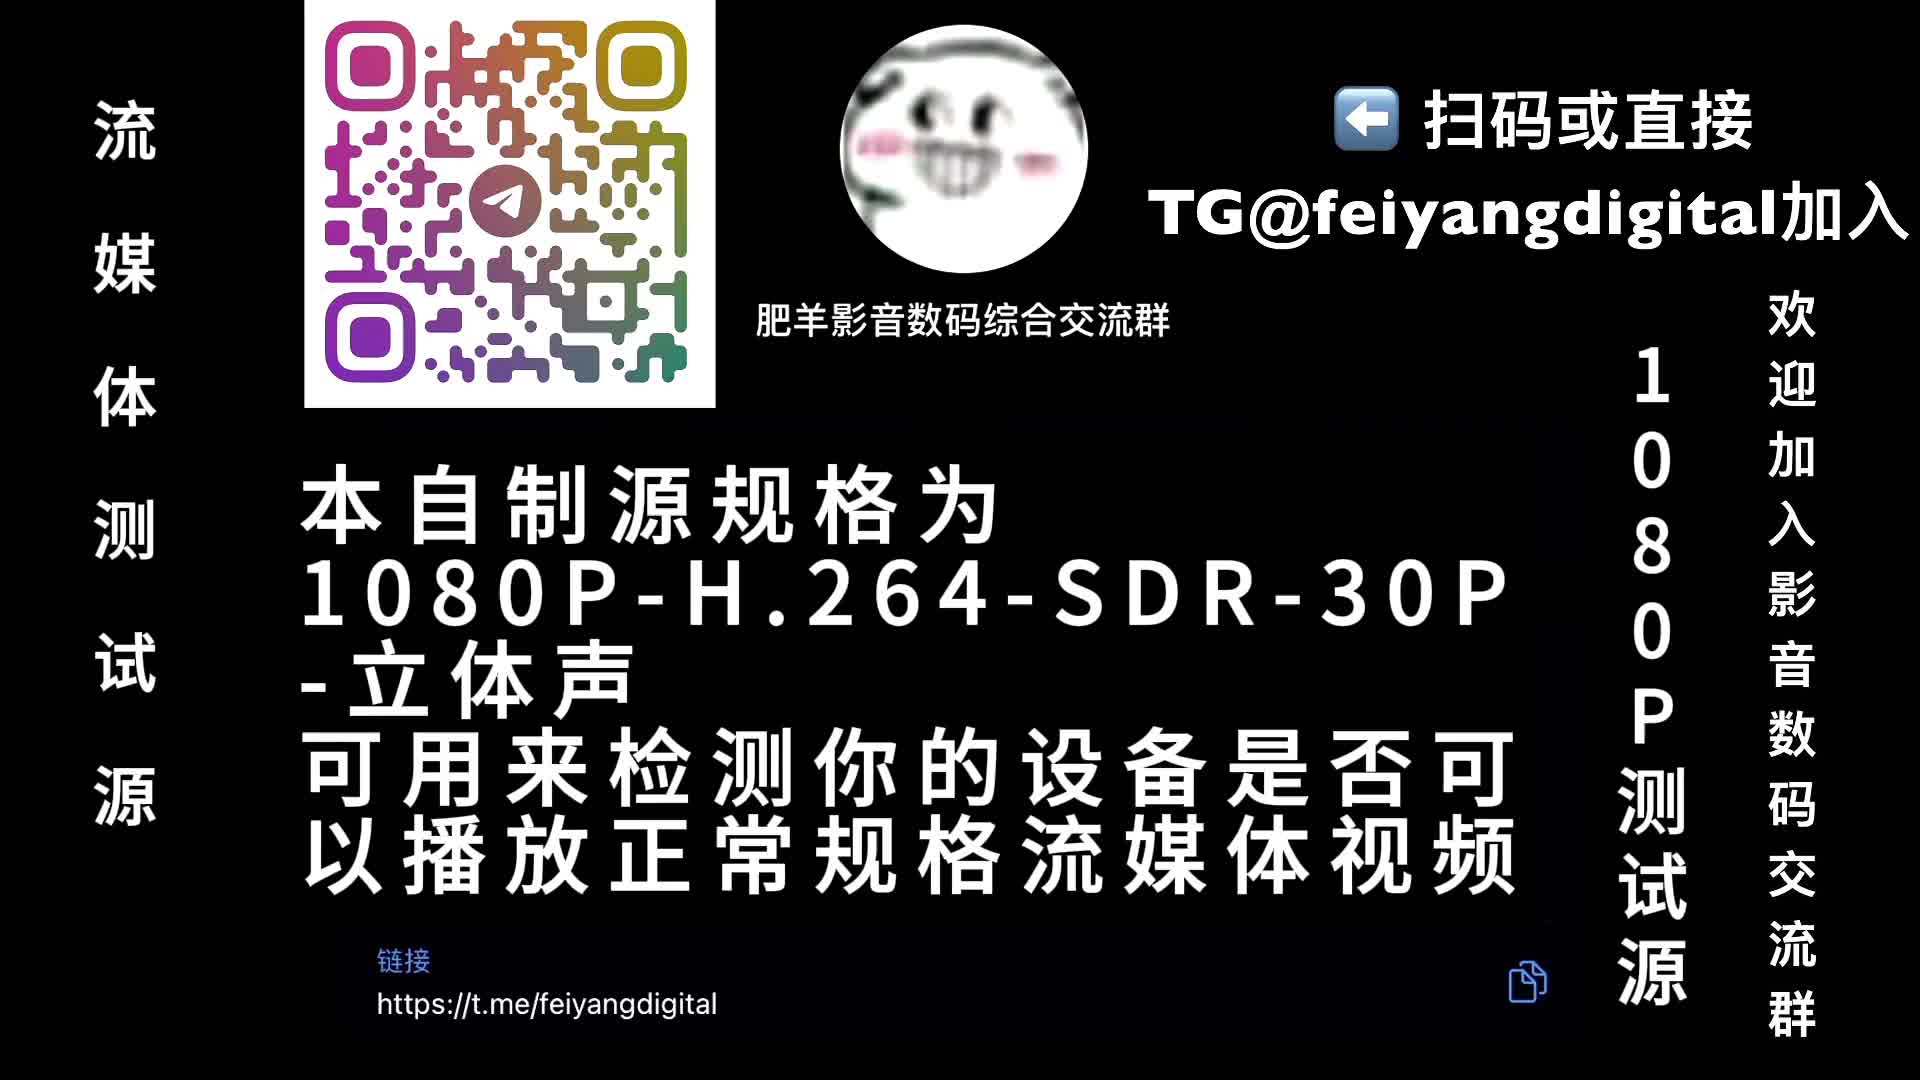 流媒体测试源
扫码或直接
TG@feiyangdigital加入
肥羊影音数码综合交流群
本自制源规格为
1080P-H.264-SDR-30P
-立体声
可用来检测你的设备是否可
以播放正常规格流媒体视频
链接
https://t.me/feiyangdigital
1080P测试源
欢迎加入影音数码交流群